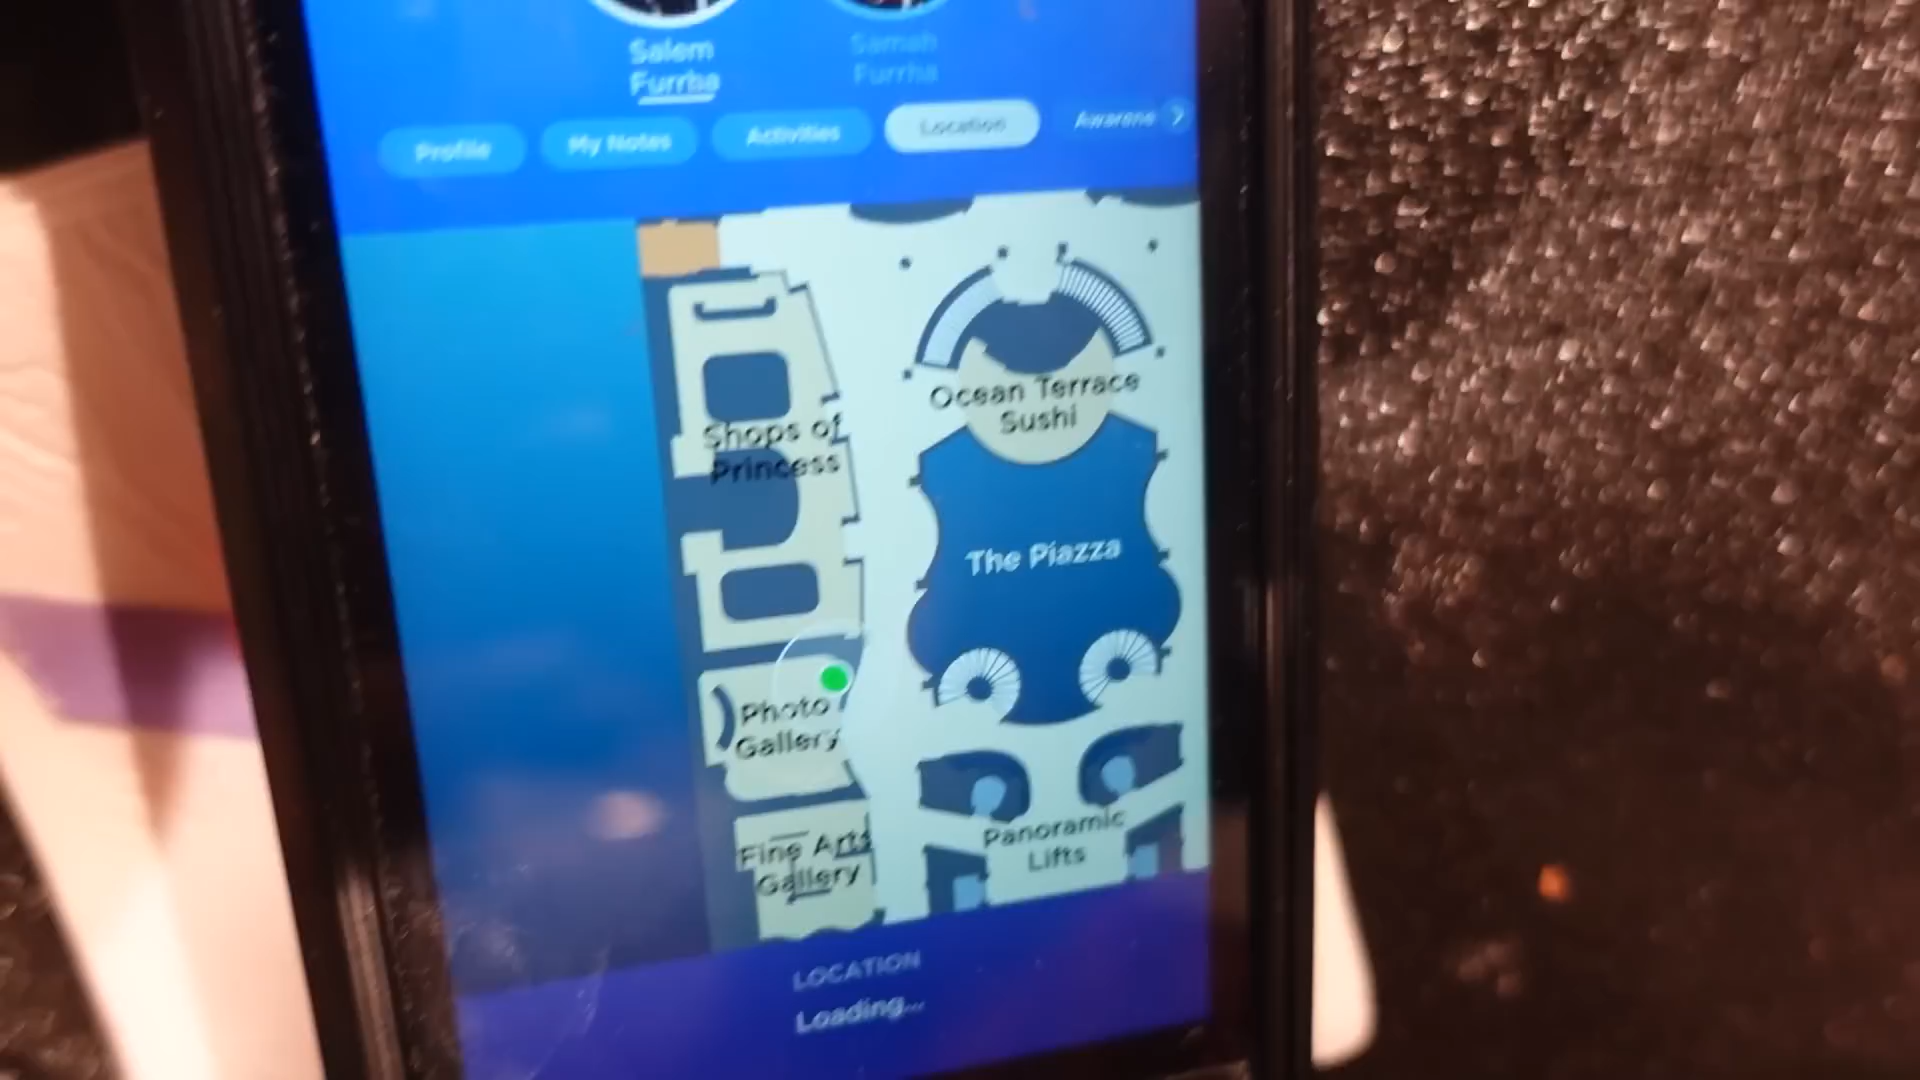 Salem
Furrha
Samah
Furrha
Profile
My Notes
Activities
Location
Awarene
Ocean Terrace
Sushi
Shops of
Princess
The Piazza
Photo
Gallery
Panoramic
Lifts
Fine Arts
Gallery
LOCATION
Loading...